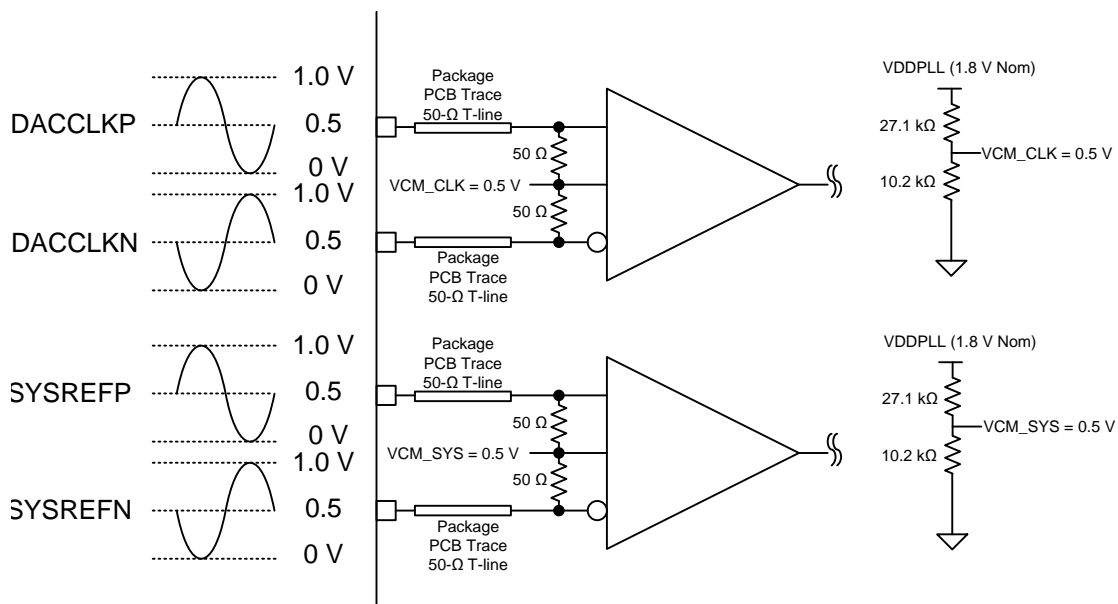 DACCLKP
1.0 V
0.5
0 V
DACCLKN
1.0 V
0.5
0 V
Package
PCB Trace
50-Ω T-line
50 Ω
VCM_CLK = 0.5 V
50 Ω
Package
PCB Trace
50-Ω T-line
VDDPLL (1.8 V Nom)
27.1 kΩ
VCM_CLK = 0.5 V
10.2 kΩ
SYSREFP
1.0 V
0.5
0 V
SYSREFN
1.0 V
0.5
0 V
Package
PCB Trace
50-Ω T-line
50 Ω
VCM_SYS = 0.5 V
50 Ω
Package
PCB Trace
50-Ω T-line
VDDPLL (1.8 V Nom)
27.1 kΩ
VCM_SYS = 0.5 V
10.2 kΩ